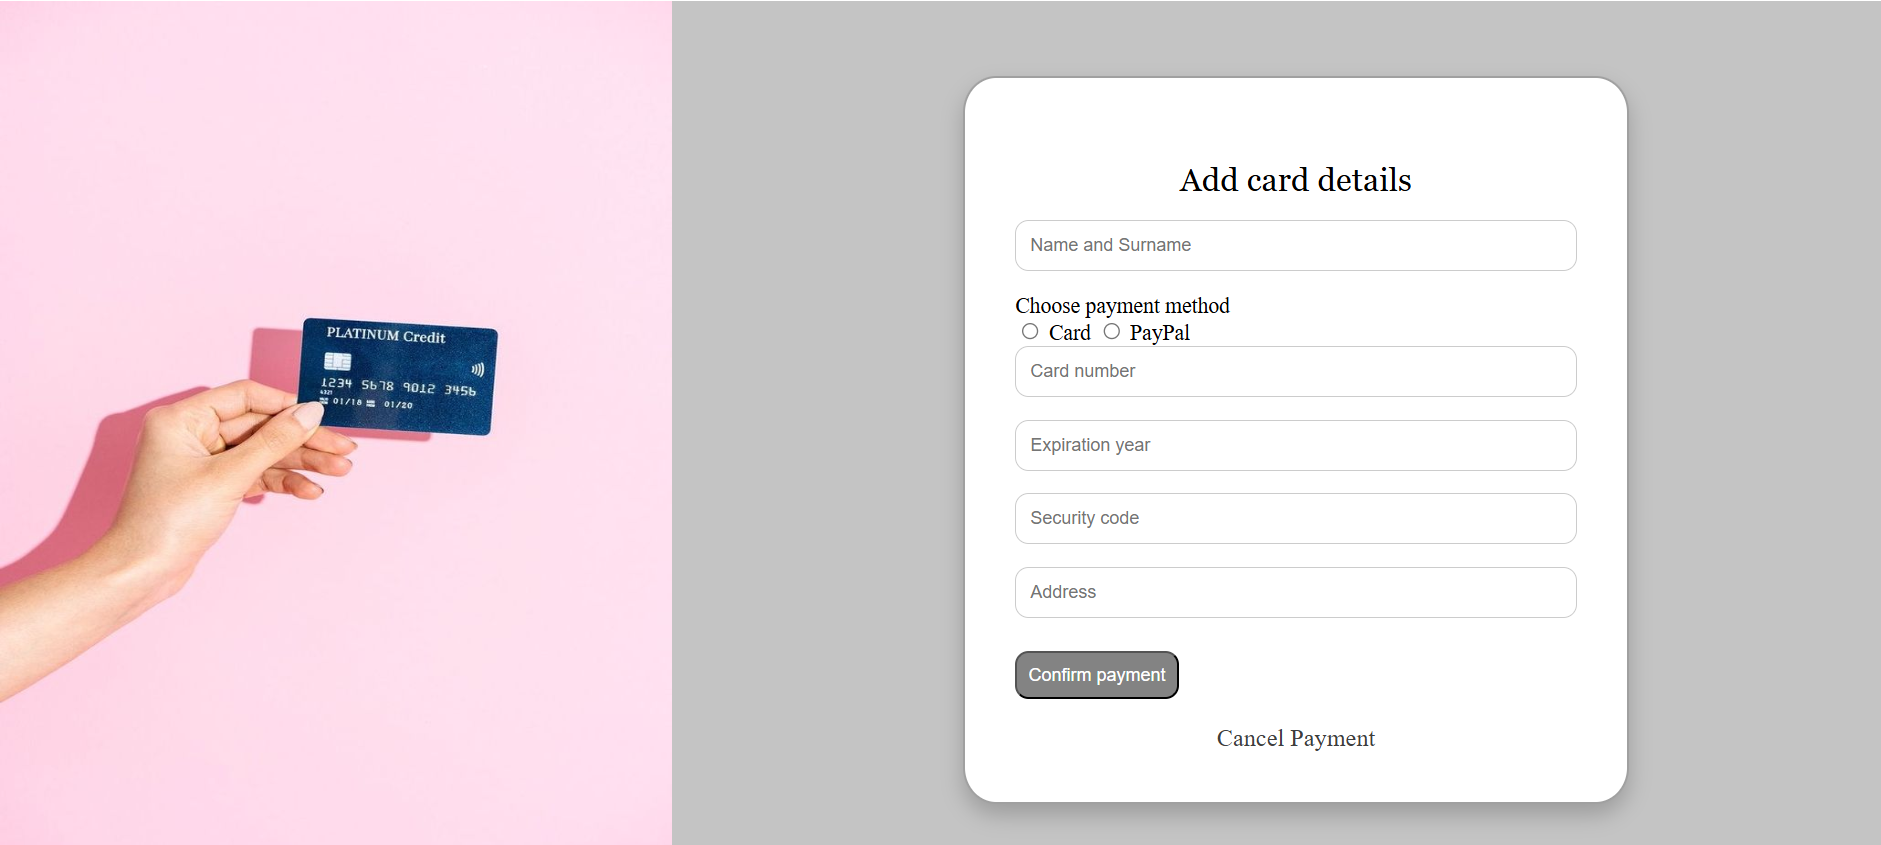 PLATINUM Credit
1234 5678 9012 3456
4321
01/18 01/20
Add card details
Name and Surname
Choose payment method
Card PayPal
Card number
Expiration year
Security code
Address
Confirm payment
Cancel Payment